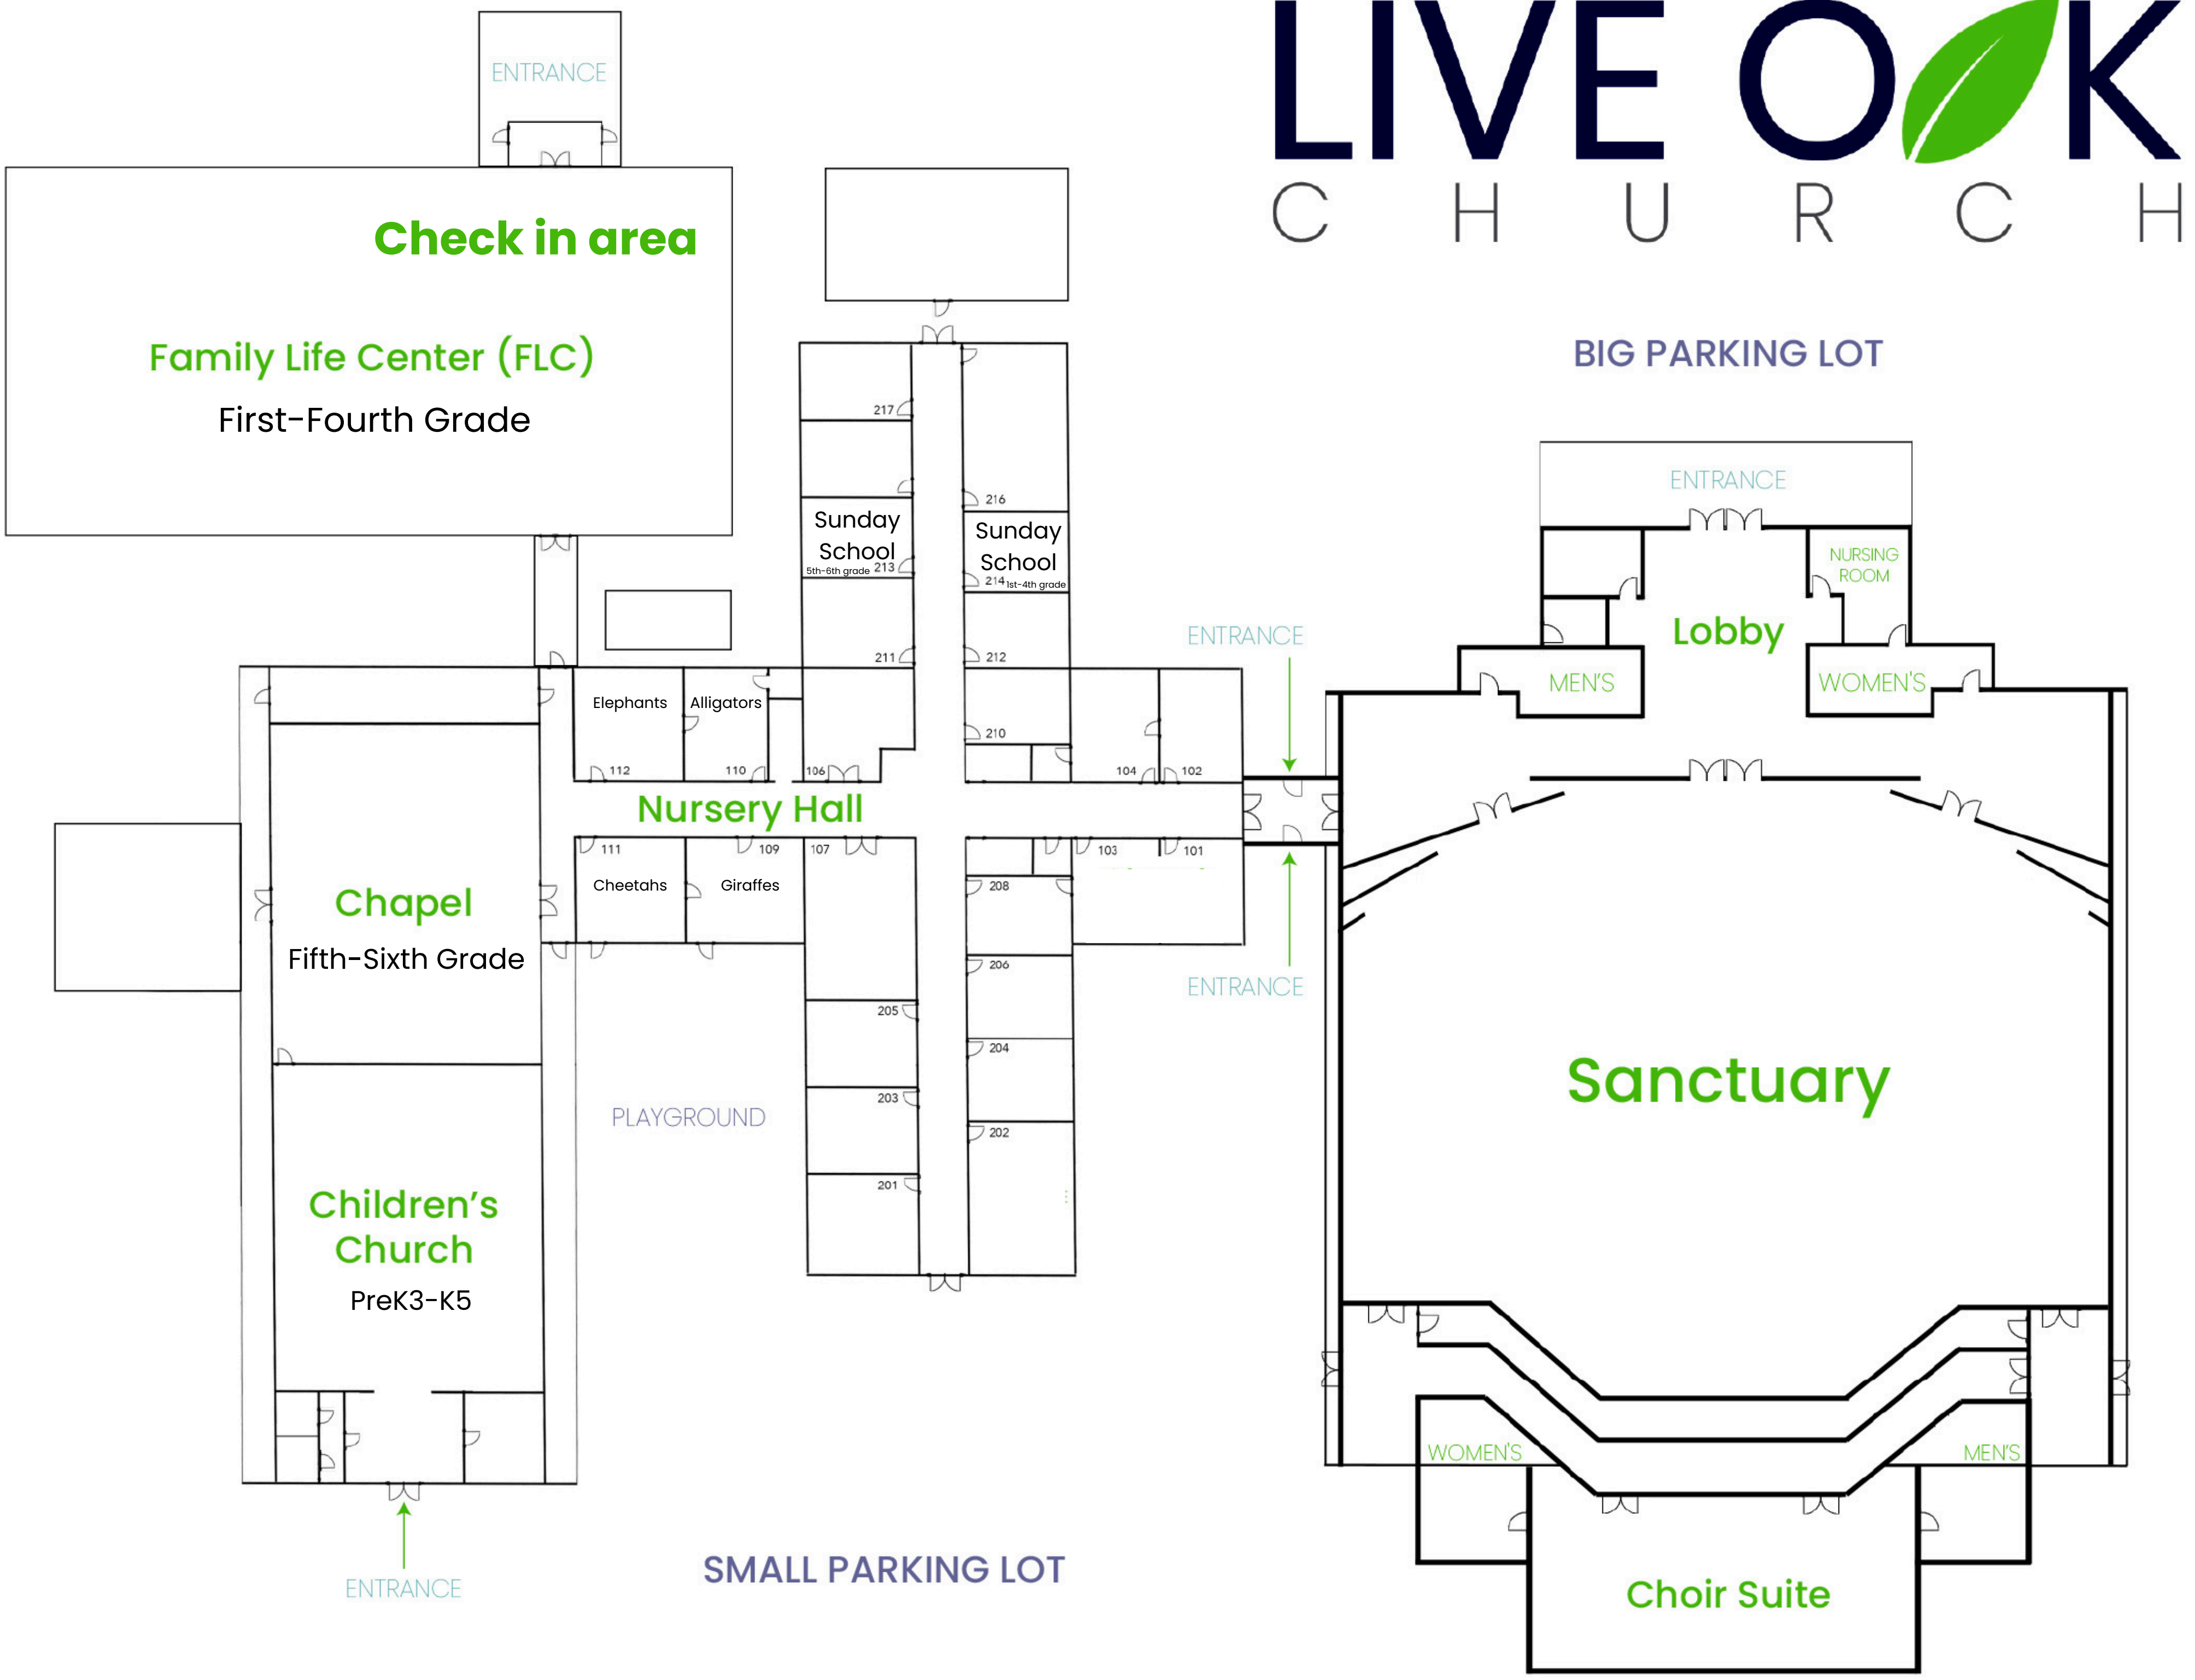 LIVE OAK
CHURCH
ENTRANCE
Check in area
Family Life Center (FLC)
First-Fourth Grade
BIG PARKING LOT
217
216
Sunday
School
5th-6th grade 213
Sunday
School
214 1st-4th grade
211
212
ENTRANCE
NURSING
ROOM
Lobby
MEN'S
WOMEN'S
ENTRANCE
Elephants
Alligators
210
112
110
106
104
102
Nursery Hall
111
109
107
103
101
Cheetahs
Giraffes
208
Chapel
Fifth-Sixth Grade
206
ENTRANCE
205
204
203
202
201
PLAYGROUND
Sanctuary
Children's
Church
PreK3-K5
WOMEN'S
MEN'S
ENTRANCE
SMALL PARKING LOT
Choir Suite